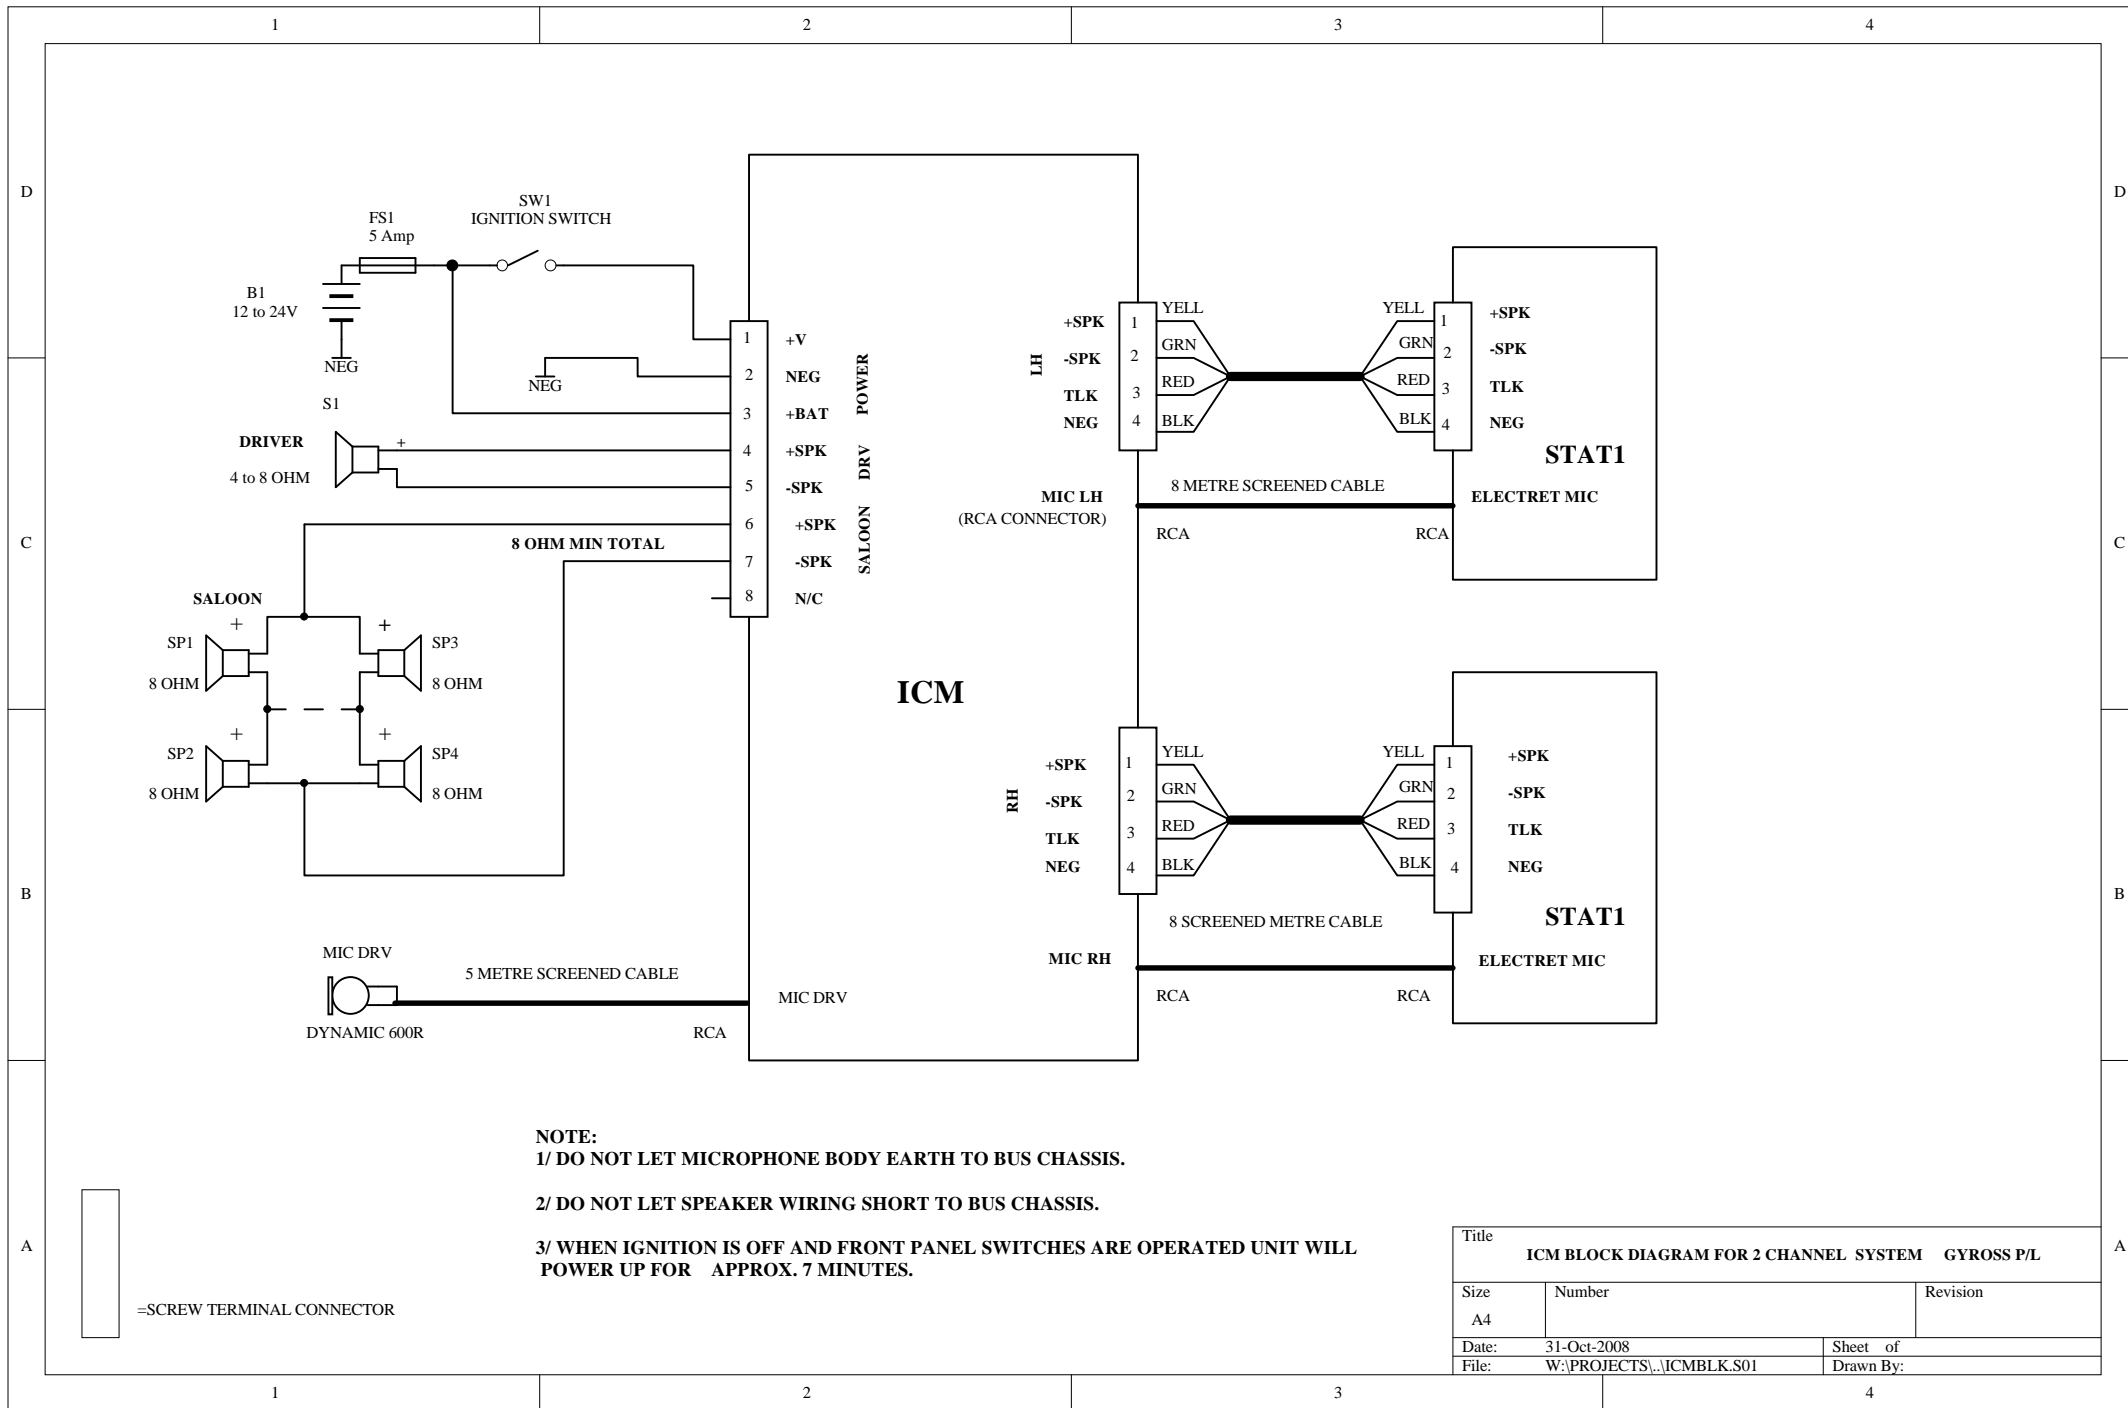 1 2 3 4
D D
SW1
IGNITION SWITCH
FS1
5 Amp
B1
12 to 24V
NEG
NEG
S1
DRIVER
+
4 to 8 OHM
1 +V
2 NEG
3 +BAT
4 +SPK
5 -SPK
6 +SPK
7 -SPK
8 N/C
POWER
DRV
SALOON
8 OHM MIN TOTAL
C C
SALOON
+ +
SP1 SP3
8 OHM 8 OHM
+ +
SP2 SP4
8 OHM 8 OHM
ICM
LH
+SPK 1 YELL
-SPK 2 GRN
TLK 3 RED
NEG 4 BLK
YELL 1 +SPK
GRN 2 -SPK
RED 3 TLK
BLK 4 NEG
STAT1
MIC LH
(RCA CONNECTOR)
8 METRE SCREENED CABLE
ELECTRET MIC
RCA RCA
RH
+SPK 1 YELL
-SPK 2 GRN
TLK 3 RED
NEG 4 BLK
YELL 1 +SPK
GRN 2 -SPK
RED 3 TLK
BLK 4 NEG
B B
STAT1
8 SCREENED METRE CABLE
MIC RH
ELECTRET MIC
RCA RCA
MIC DRV
5 METRE SCREENED CABLE
MIC DRV
DYNAMIC 600R
RCA
NOTE:
1/ DO NOT LET MICROPHONE BODY EARTH TO BUS CHASSIS.
2/ DO NOT LET SPEAKER WIRING SHORT TO BUS CHASSIS.
3/ WHEN IGNITION IS OFF AND FRONT PANEL SWITCHES ARE OPERATED UNIT WILL
POWER UP FOR APPROX. 7 MINUTES.
A A
=SCREW TERMINAL CONNECTOR
Title
ICM BLOCK DIAGRAM FOR 2 CHANNEL SYSTEM GYROSS P/L
Size Number Revision
A4
Date: 31-Oct-2008 Sheet of
File: W:\PROJECTS\..\ICMBLK.S01 Drawn By:
1 2 3 4